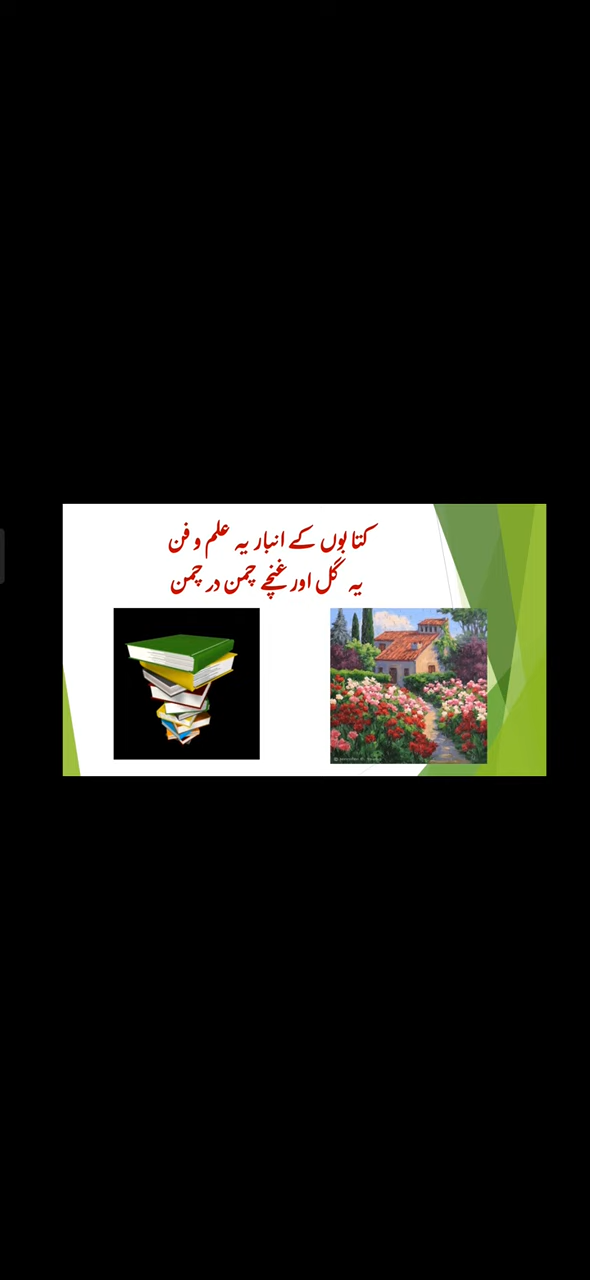 کتابوں کے انبار یہ علم و فن
یہ گل اور غنچے چمن در چمن